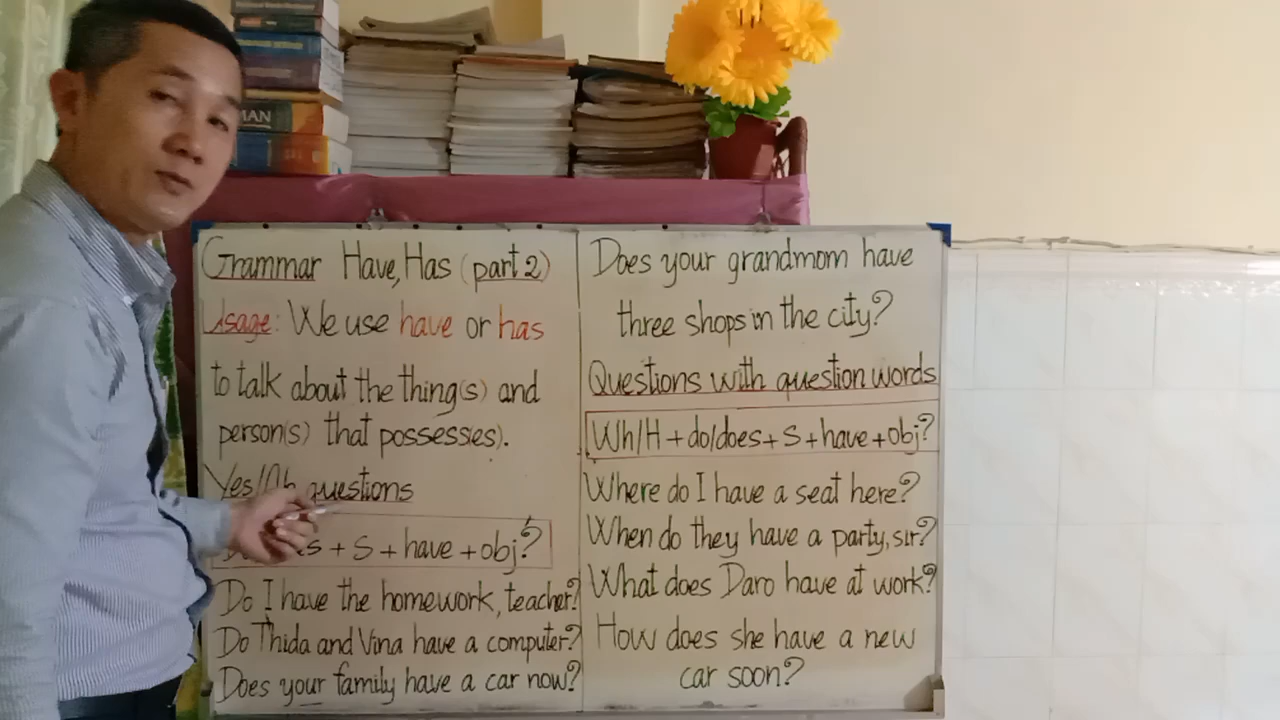 MAN
Grammar Have, Has (part 2)
Usage: We use have or has
to talk about the thing(s) and
person(s) that possess(es).
Yes/No questions
s + S + have + obj?
Do I have the homework, teacher?
Do Thida and Vina have a computer?
Does your family have a car now?
Does your grandmom have
three shops in the city?
Questions with question words
Wh/H + do/does + S + have + obj?
Where do I have a seat here?
When do they have a party, sir?
What does Daro have at work?
How does she have a new
car soon?